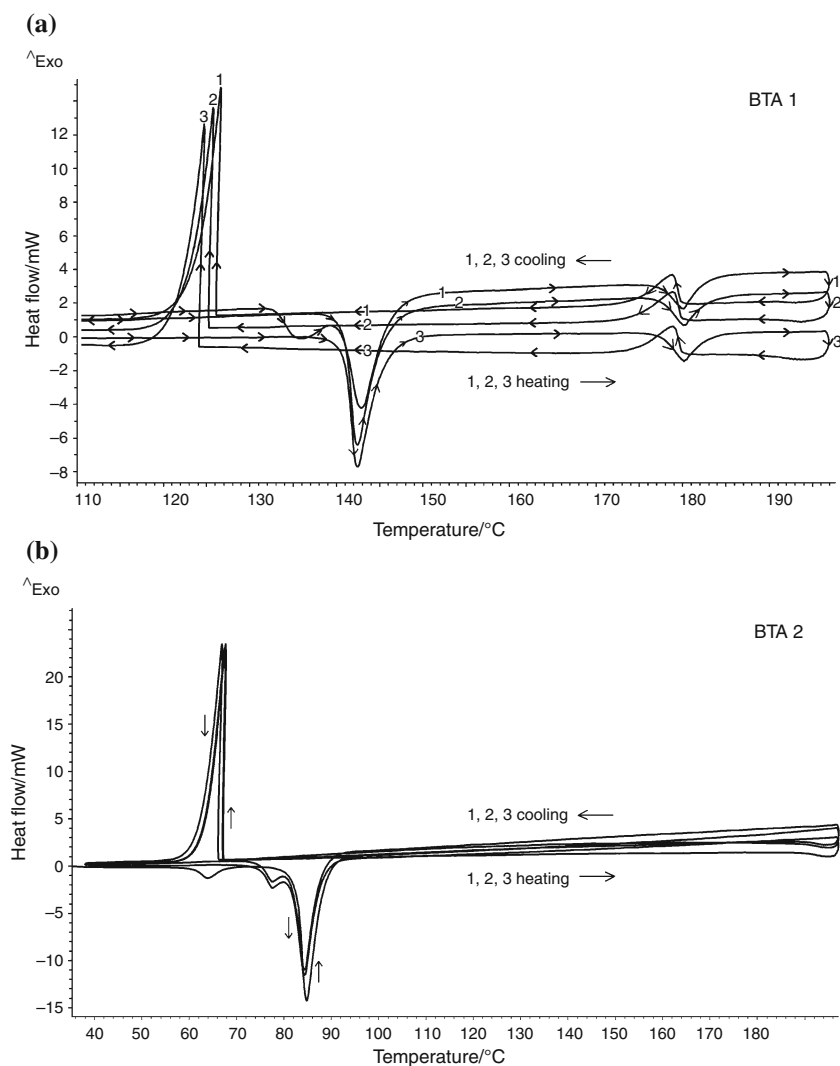 (a)
^Exo
BTA 1
1
2
3
12
10
8
6
4
2
0
−2
−4
−6
−8
Heat flow/mW
1, 2, 3 cooling
1
2
1
2
3
1
2
3
3
1, 2, 3 heating
110 120 130 140 150 160 170 180 190
Temperature/°C
(b)
^Exo
BTA 2
20
15
10
5
0
−5
−10
−15
Heat flow/mW
1, 2, 3 cooling
1, 2, 3 heating
40 50 60 70 80 90 100 110 120 130 140 150 160 170 180
Temperature/°C